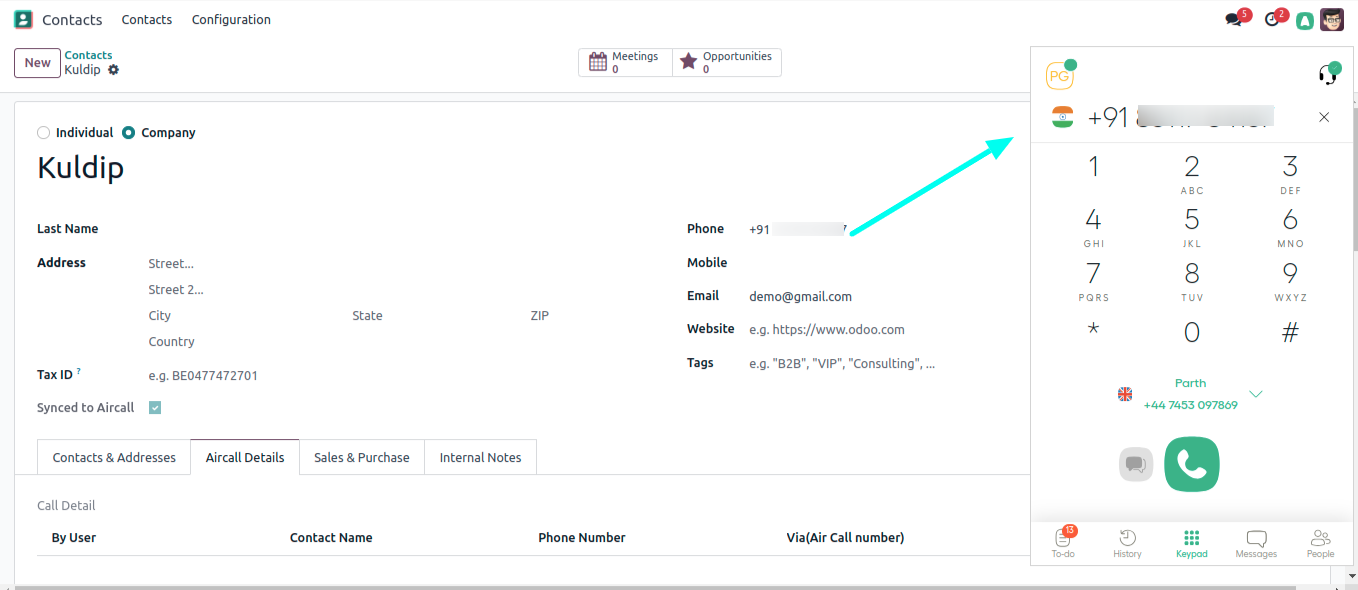 Contacts Contacts Configuration 5 2
New Contacts
Kuldip
Meetings
0
Opportunities
0
Individual Company
Kuldip
Last Name
Address Street...
Street 2...
City State ZIP
Country
Tax ID ? e.g. BE0477472701
Synced to Aircall
Phone +91
Mobile
Email demo@gmail.com
Website e.g. https://www.odoo.com
Tags e.g. "B2B", "VIP", "Consulting", ...
Contacts & Addresses Aircall Details Sales & Purchase Internal Notes
Call Detail
By User Contact Name Phone Number Via(Air Call number)
PG
+91
1 2 3
ABC DEF
4 5 6
GHI JKL MNO
7 8 9
PQRS TUV WXYZ
* 0 #
Parth
+44 7453 097869
13
To-do History Keypad Messages People